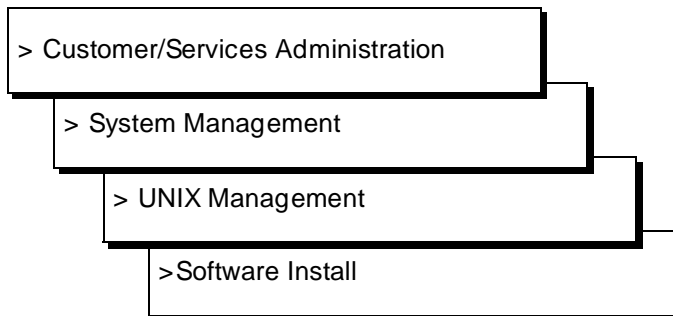 > Customer/Services Administration
> System Management
> UNIX Management
>Software Install